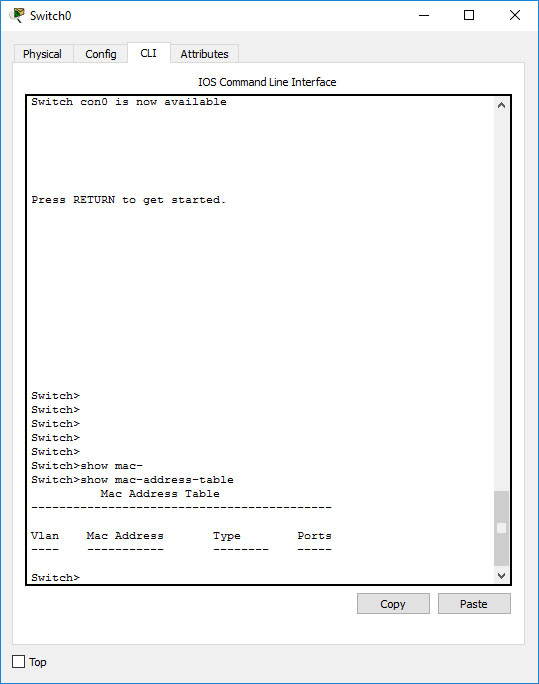 Switch0
Physical Config CLI Attributes
IOS Command Line Interface
Switch con0 is now available
Press RETURN to get started.
Switch>
Switch>
Switch>
Switch>
Switch>
Switch>show mac-
Switch>show mac-address-table
          Mac Address Table
-------------------------------------------

Vlan    Mac Address       Type        Ports
----    -----------       --------    -----

Switch>
Copy Paste
Top